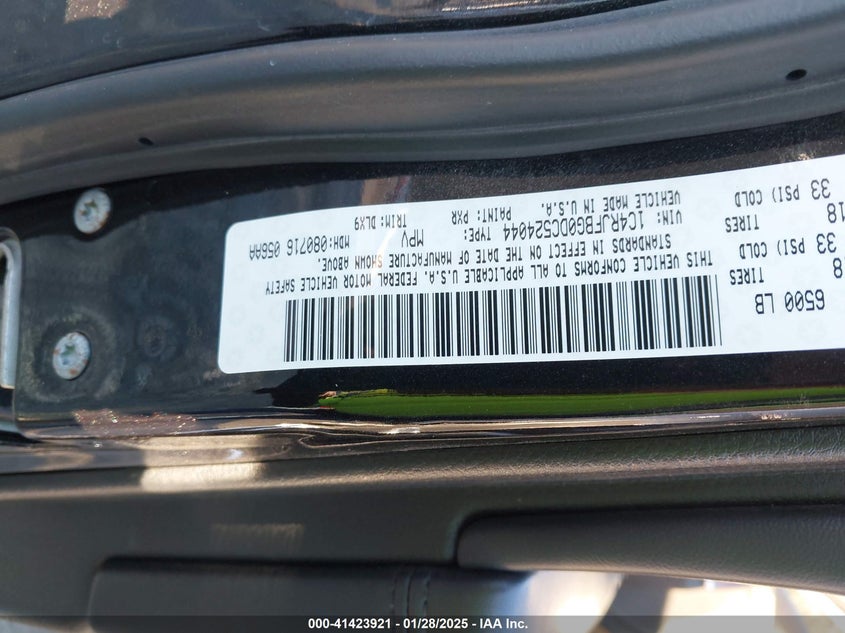 6500 LB
18 TIRES 33 PSI) COLD
18 TIRES 33 PSI) COLD
THIS VEHICLE CONFORMS TO ALL APPLICABLE U.S.A. FEDERAL MOTOR VEHICLE SAFETY
STANDARDS IN EFFECT ON THE DATE OF MANUFACTURE SHOWN ABOVE.
VIN: 1C4RJFBG0DC524044 TYPE: MPV MDH:080716 056AA
VEHICLE MADE IN U.S.A. PAINT: PXR TRIM: DLX9
000-41423921 - 01/28/2025 - IAA Inc.